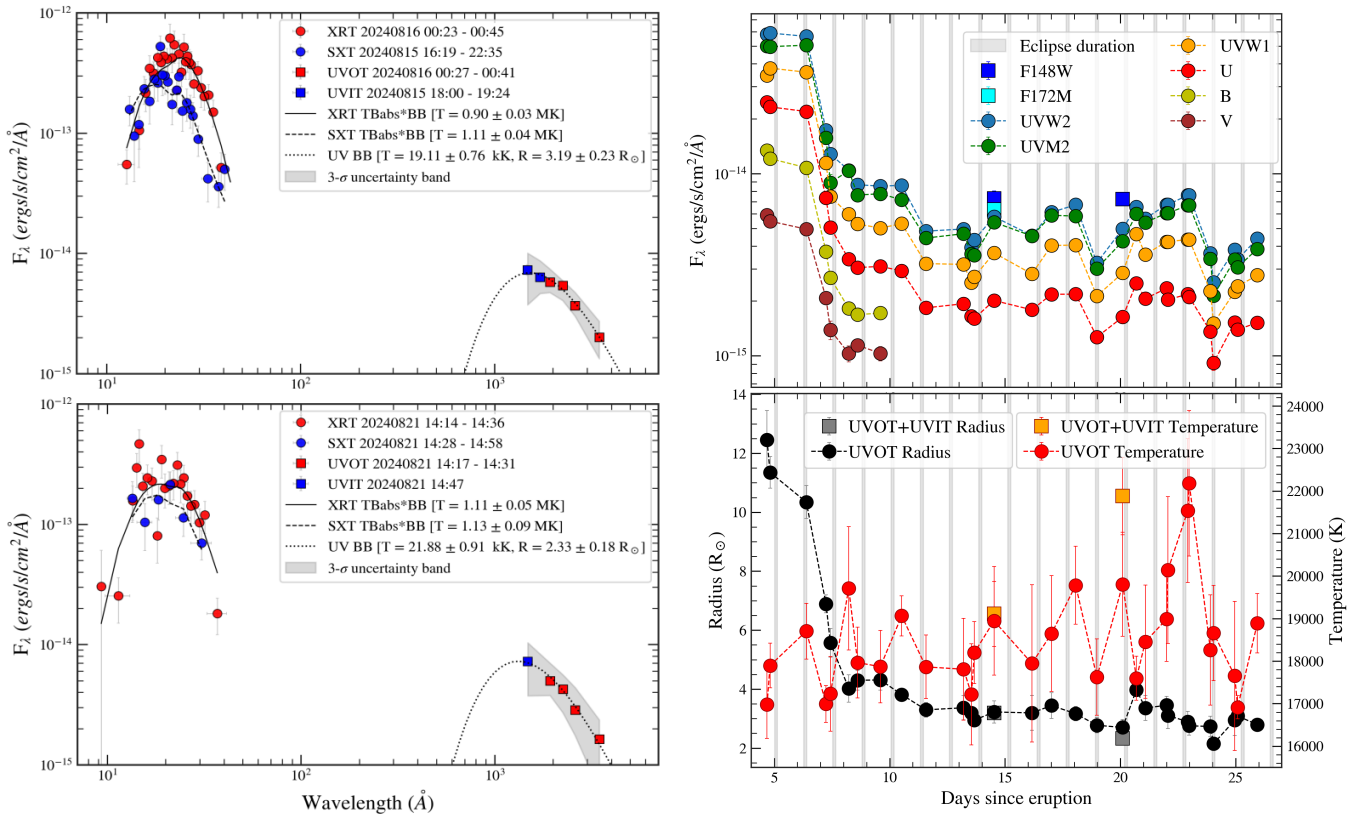 10⁻¹²
10⁻¹³
10⁻¹⁴
10⁻¹⁵
F_λ (ergs/s/cm²/Å)
XRT 20240816 00:23 - 00:45
SXT 20240815 16:19 - 22:35
UVOT 20240816 00:27 - 00:41
UVIT 20240815 18:00 - 19:24
XRT TBabs*BB [T = 0.90 ± 0.03 MK]
SXT TBabs*BB [T = 1.11 ± 0.04 MK]
UV BB [T = 19.11 ± 0.76 kK, R = 3.19 ± 0.23 R⊙]
3-σ uncertainty band
10¹ 10² 10³
10⁻¹²
10⁻¹³
10⁻¹⁴
10⁻¹⁵
F_λ (ergs/s/cm²/Å)
XRT 20240821 14:14 - 14:36
SXT 20240821 14:28 - 14:58
UVOT 20240821 14:17 - 14:31
UVIT 20240821 14:47
XRT TBabs*BB [T = 1.11 ± 0.05 MK]
SXT TBabs*BB [T = 1.13 ± 0.09 MK]
UV BB [T = 21.88 ± 0.91 kK, R = 2.33 ± 0.18 R⊙]
3-σ uncertainty band
10¹ 10² 10³
Wavelength (Å)
10⁻¹⁴
10⁻¹⁵
F_λ (ergs/s/cm²/Å)
Eclipse duration
F148W
F172M
UVW2
UVM2
UVW1
U
B
V
14
12
10
8
6
4
2
Radius (R⊙)
UVOT+UVIT Radius
UVOT Radius
UVOT+UVIT Temperature
UVOT Temperature
24000
23000
22000
21000
20000
19000
18000
17000
16000
Temperature (K)
5 10 15 20 25
Days since eruption